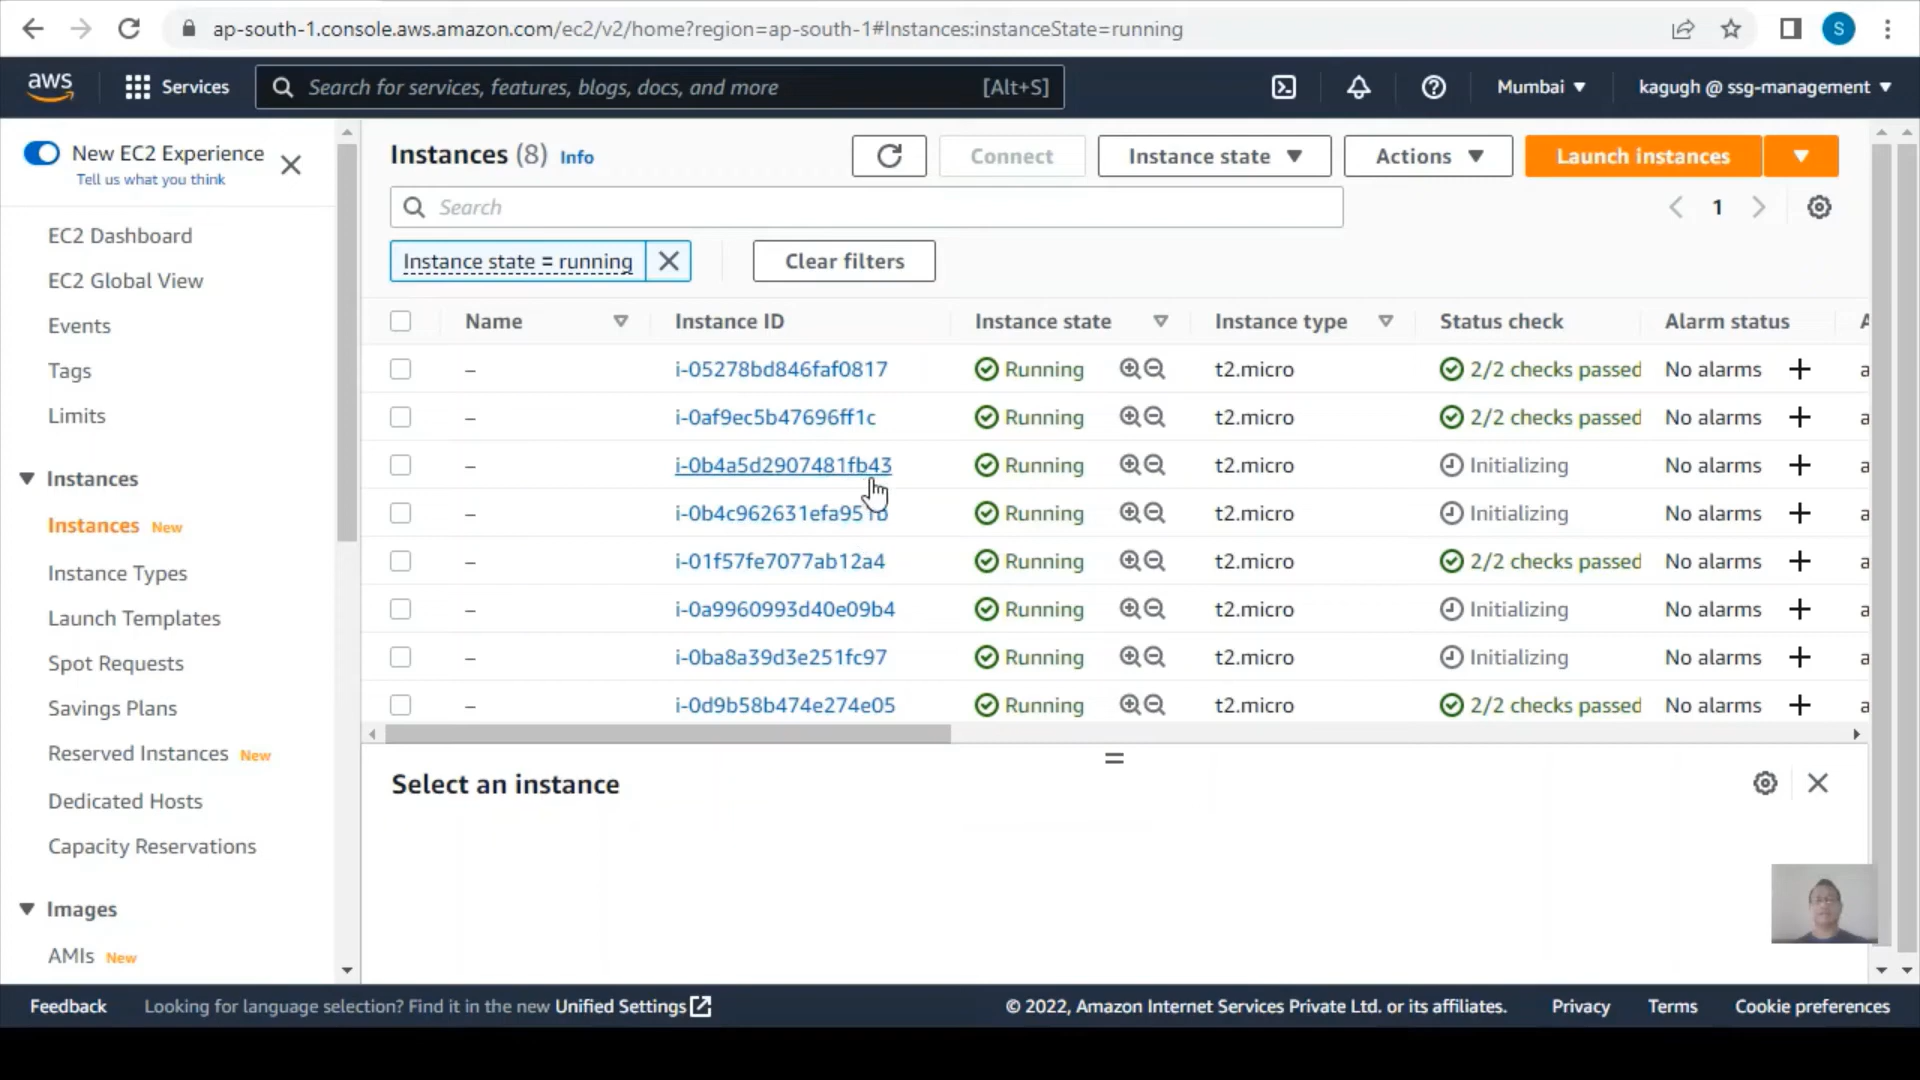 ap-south-1.console.aws.amazon.com/ec2/v2/home?region=ap-south-1#Instances:instanceState=running
S
aws
Services
Search for services, features, blogs, docs, and more
[Alt+S]
Mumbai
kagugh @ ssg-management
New EC2 Experience
Tell us what you think
EC2 Dashboard
EC2 Global View
Events
Tags
Limits
Instances
Instances New
Instance Types
Launch Templates
Spot Requests
Savings Plans
Reserved Instances New
Dedicated Hosts
Capacity Reservations
Images
AMIs New
Instances (8) Info
Connect
Instance state
Actions
Launch instances
Search
1
Instance state = running
Clear filters
Name Instance ID Instance state Instance type Status check Alarm status A
– i-05278bd846faf0817 Running t2.micro 2/2 checks passed No alarms + a
– i-0af9ec5b47696ff1c Running t2.micro 2/2 checks passed No alarms + a
– i-0b4a5d2907481fb43 Running t2.micro Initializing No alarms + a
– Running t2.micro Initializing No alarms + a
– i-01f57fe7077ab12a4 Running t2.micro 2/2 checks passed No alarms + a
– i-0a9960993d40e09b4 Running t2.micro Initializing No alarms + a
– i-0ba8a39d3e251fc97 Running t2.micro Initializing No alarms + a
– i-0d9b58b474e274e05 Running t2.micro 2/2 checks passed No alarms + a
Select an instance
Feedback
Looking for language selection? Find it in the new Unified Settings
© 2022, Amazon Internet Services Private Ltd. or its affiliates.
Privacy
Terms
Cookie preferences